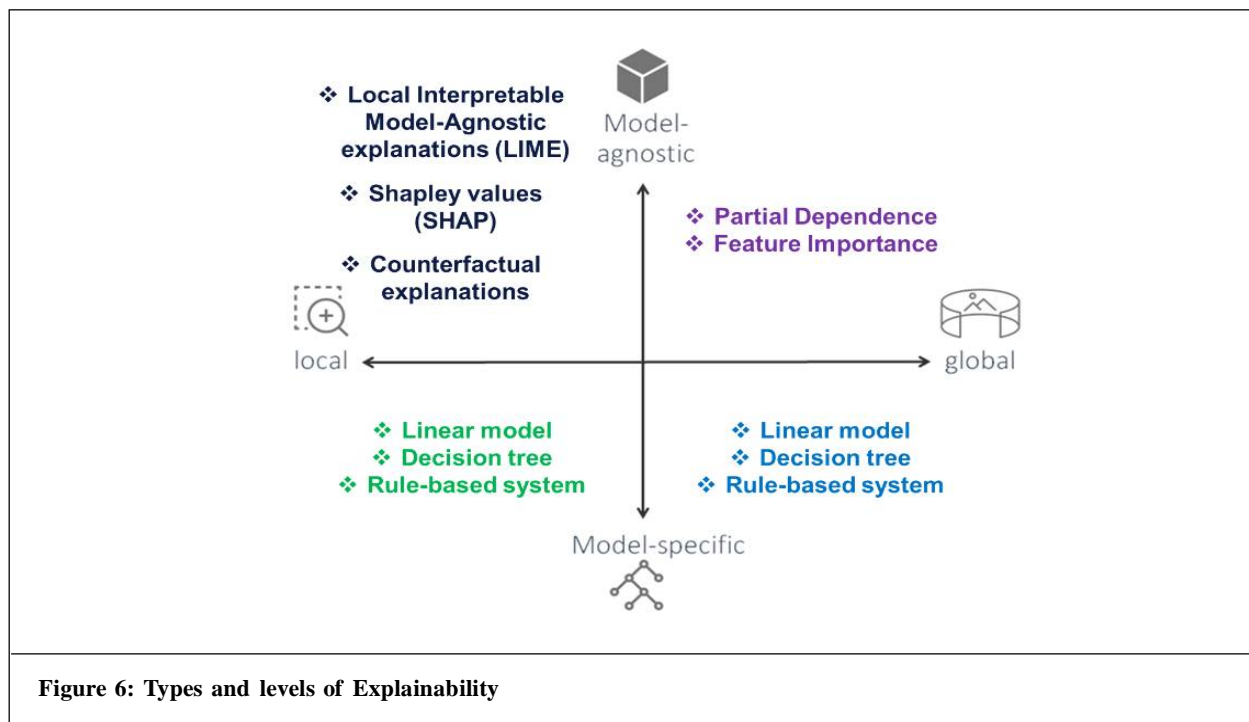 ❖ Local Interpretable
Model-Agnostic
explanations (LIME)
❖ Shapley values
(SHAP)
❖ Counterfactual
explanations
Model-
agnostic
❖ Partial Dependence
❖ Feature Importance
local
global
❖ Linear model
❖ Decision tree
❖ Rule-based system
❖ Linear model
❖ Decision tree
❖ Rule-based system
Model-specific
Figure 6: Types and levels of Explainability